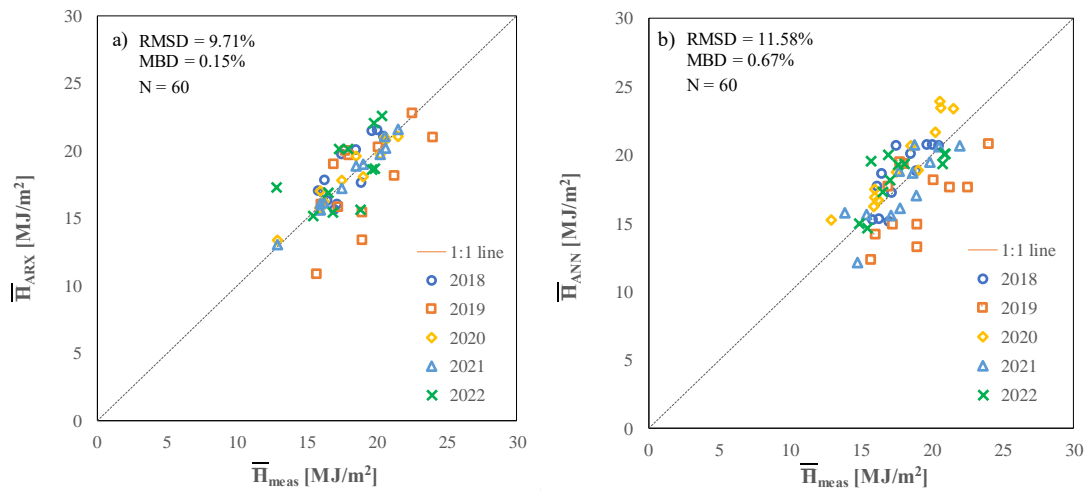 a)
RMSD = 9.71%
MBD = 0.15%
N = 60
30
25
20
15
10
5
0
0 5 10 15 20 25 30
H̅ARX [MJ/m²]
H̅meas [MJ/m²]
1:1 line
2018
2019
2020
2021
2022
b)
RMSD = 11.58%
MBD = 0.67%
N = 60
30
25
20
15
10
5
0
0 5 10 15 20 25 30
H̅ANN [MJ/m²]
H̅meas [MJ/m²]
1:1 line
2018
2019
2020
2021
2022